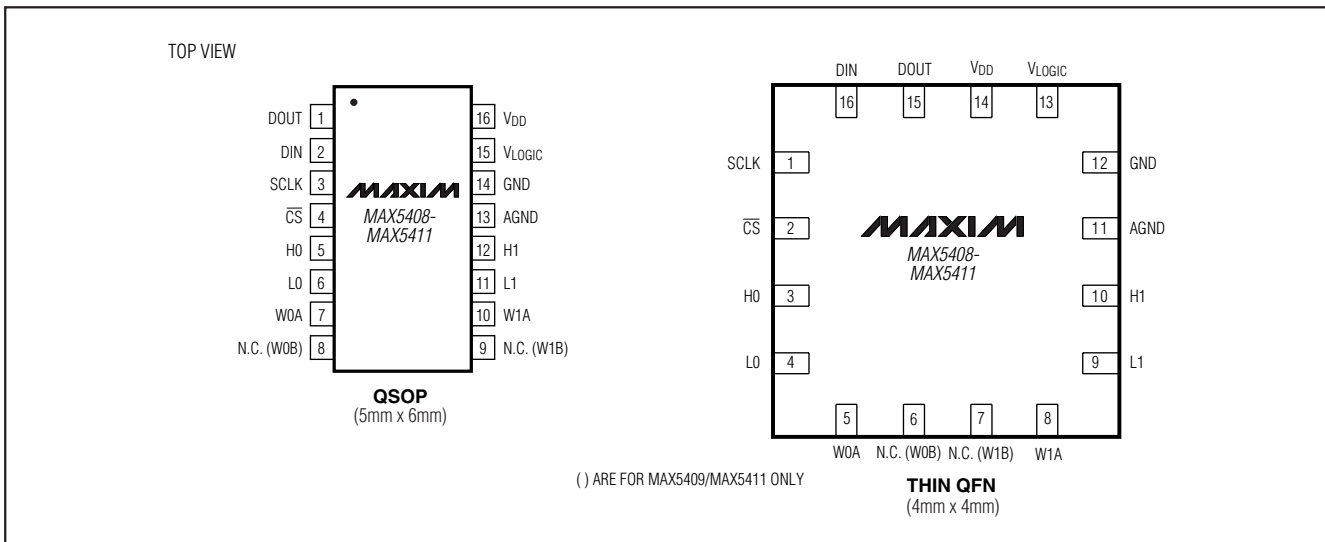 TOP VIEW
DOUT 1
DIN 2
SCLK 3
CS 4
H0 5
L0 6
W0A 7
N.C. (W0B) 8
16 VDD
15 VLOGIC
14 GND
13 AGND
12 H1
11 L1
10 W1A
9 N.C. (W1B)
MAXIM
MAX5408-
MAX5411
QSOP
(5mm x 6mm)
DIN DOUT VDD VLOGIC
16 15 14 13
SCLK 1
CS 2
H0 3
L0 4
12 GND
11 AGND
10 H1
9 L1
MAXIM
MAX5408-
MAX5411
5 6 7 8
W0A N.C. (W0B) N.C. (W1B) W1A
( ) ARE FOR MAX5409/MAX5411 ONLY
THIN QFN
(4mm x 4mm)